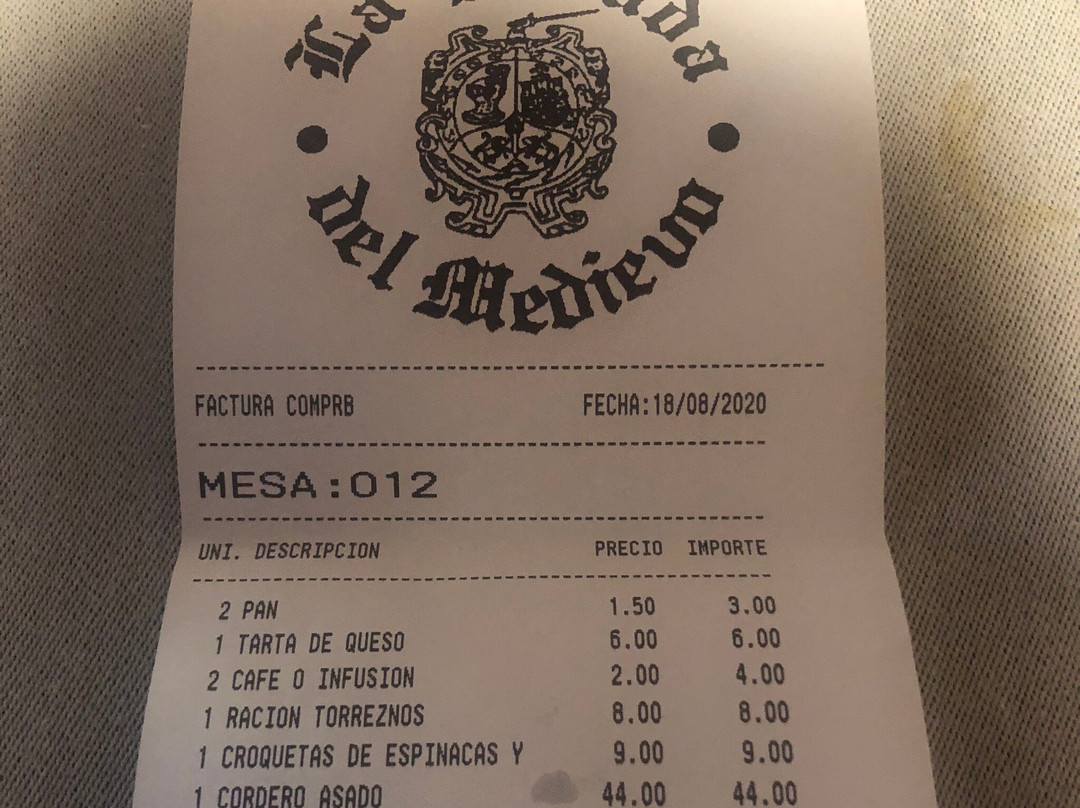 La
del Medievo
FACTURA COMPRB FECHA:18/08/2020
MESA:012
UNI. DESCRIPCION PRECIO IMPORTE
2 PAN 1.50 3.00
1 TARTA DE QUESO 6.00 6.00
2 CAFE O INFUSION 2.00 4.00
1 RACION TORREZNOS 8.00 8.00
1 CROQUETAS DE ESPINACAS Y 9.00 9.00
1 CORDERO ASADO 44.00 44.00